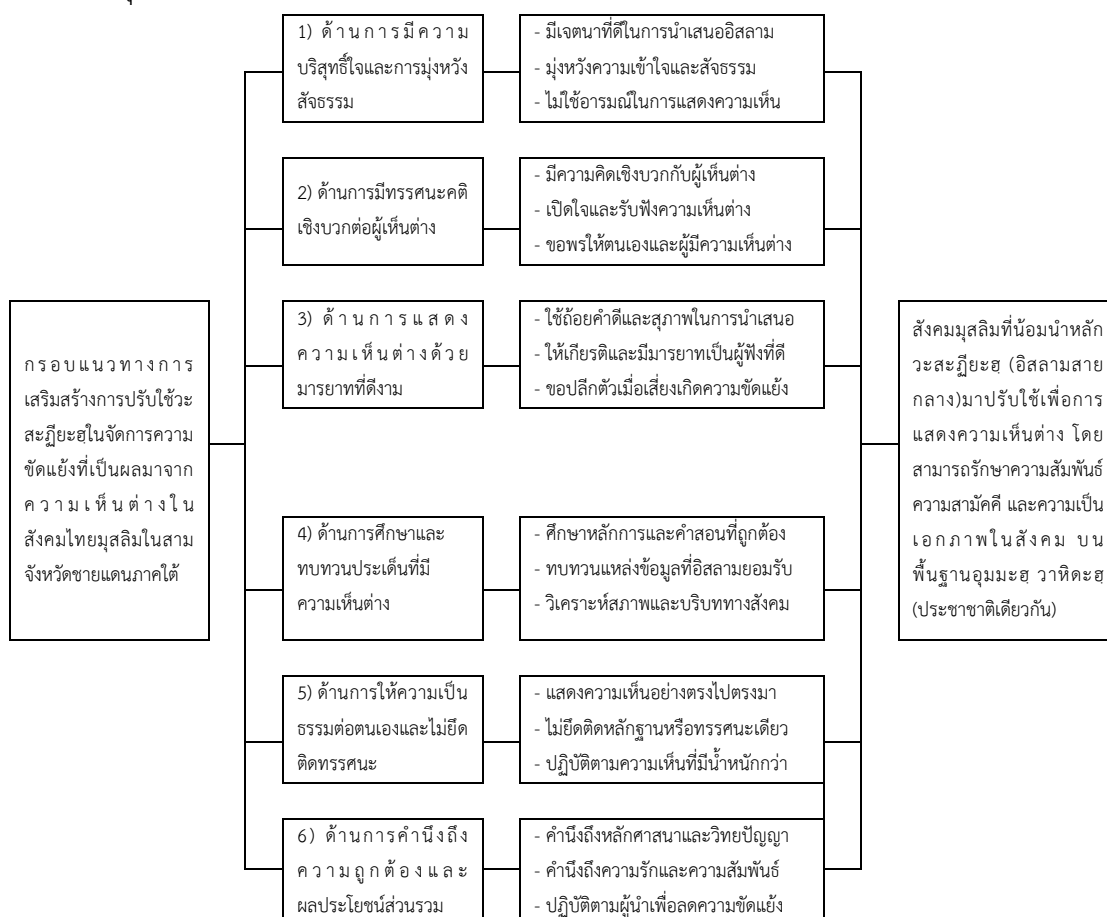 กรอบแนวทางการ
เสริมสร้างการปรับใช้วะ
สะฏียะฮฺในจัดการความ
ขัดแย้งที่เป็นผลมาจาก
ความเห็นต่างใน
สังคมไทยมุสลิมในสาม
จังหวัดชายแดนภาคใต้
1) ด้านการมีความ
บริสุทธิ์ใจและการมุ่งหวัง
สัจธรรม
- มีเจตนาที่ดีในการนำเสนออิสลาม
- มุ่งหวังความเข้าใจและสัจธรรม
- ไม่ใช้อารมณ์ในการแสดงความเห็น
2) ด้านการมีทรรศนะคติ
เชิงบวกต่อผู้เห็นต่าง
- มีความคิดเชิงบวกกับผู้เห็นต่าง
- เปิดใจและรับฟังความเห็นต่าง
- ขอพรให้ตนเองและผู้มีความเห็นต่าง
3) ด้านการแสดง
ความเห็นต่างด้วย
มารยาทที่ดีงาม
- ใช้ถ้อยคำดีและสุภาพในการนำเสนอ
- ให้เกียรติและมีมารยาทเป็นผู้ฟังที่ดี
- ขอปลีกตัวเมื่อเสี่ยงเกิดความขัดแย้ง
4) ด้านการศึกษาและ
ทบทวนประเด็นที่มี
ความเห็นต่าง
- ศึกษาหลักการและคำสอนที่ถูกต้อง
- ทบทวนแหล่งข้อมูลที่อิสลามยอมรับ
- วิเคราะห์สภาพและบริบททางสังคม
5) ด้านการให้ความเป็น
ธรรมต่อตนเองและไม่ยึด
ติดทรรศนะ
- แสดงความเห็นอย่างตรงไปตรงมา
- ไม่ยึดติดหลักฐานหรือทรรศนะเดียว
- ปฏิบัติตามความเห็นที่มีน้ำหนักกว่า
6) ด้านการคำนึงถึง
ความถูกต้องและ
ผลประโยชน์ส่วนรวม
- คำนึงถึงหลักศาสนาและวิทยปัญญา
- คำนึงถึงความรักและความสัมพันธ์
- ปฏิบัติตามผู้นำเพื่อลดความขัดแย้ง
สังคมมุสลิมที่น้อมนำหลัก
วะสะฏียะฮฺ (อิสลามสาย
กลาง)มาปรับใช้เพื่อการ
แสดงความเห็นต่าง โดย
สามารถรักษาความสัมพันธ์
ความสามัคคี และความเป็น
เอกภาพในสังคม บน
พื้นฐานอุมมะฮฺ วาหิดะฮฺ
(ประชาชาติเดียวกัน)